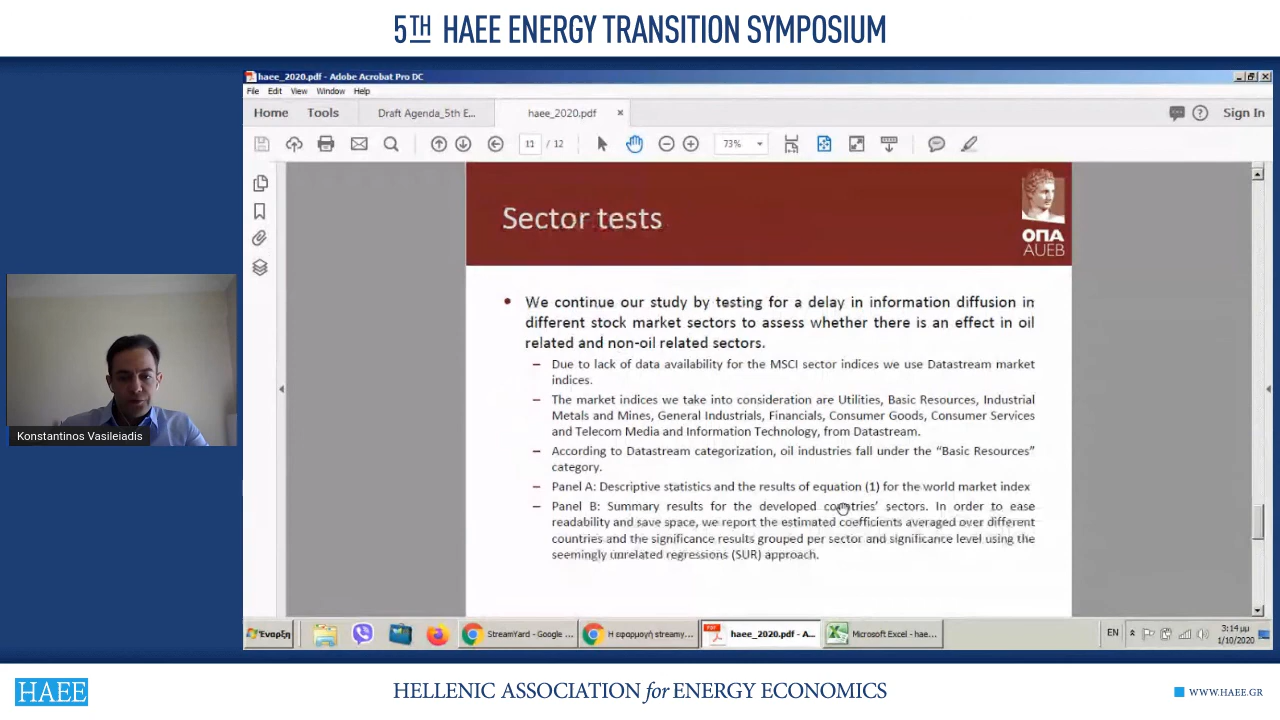 5TH HAEE ENERGY TRANSITION SYMPOSIUM
haee_2020.pdf - Adobe Acrobat Pro DC
File Edit View Window Help
Home Tools Draft Agenda_5th E... haee_2020.pdf × Sign In
11 / 12 73%
Sector tests
ΟΠΑ
AUEB
• We continue our study by testing for a delay in information diffusion in
different stock market sectors to assess whether there is an effect in oil
related and non-oil related sectors.
– Due to lack of data availability for the MSCI sector indices we use Datastream market
indices.
– The market indices we take into consideration are Utilities, Basic Resources, Industrial
Metals and Mines, General Industrials, Financials, Consumer Goods, Consumer Services
and Telecom Media and Information Technology, from Datastream.
– According to Datastream categorization, oil industries fall under the “Basic Resources”
category.
– Panel A: Descriptive statistics and the results of equation (1) for the world market index
– Panel B: Summary results for the developed countries’ sectors. In order to ease
readability and save space, we report the estimated coefficients averaged over different
countries and the significance results grouped per sector and significance level using the
seemingly unrelated regressions (SUR) approach.
Konstantinos Vasileiadis
Έναρξη StreamYard - Google ... Η εφαρμογή streamy... haee_2020.pdf - A... Microsoft Excel - hae... EN 3:14 μμ
1/10/2020
HAEE HELLENIC ASSOCIATION for ENERGY ECONOMICS WWW.HAEE.GR